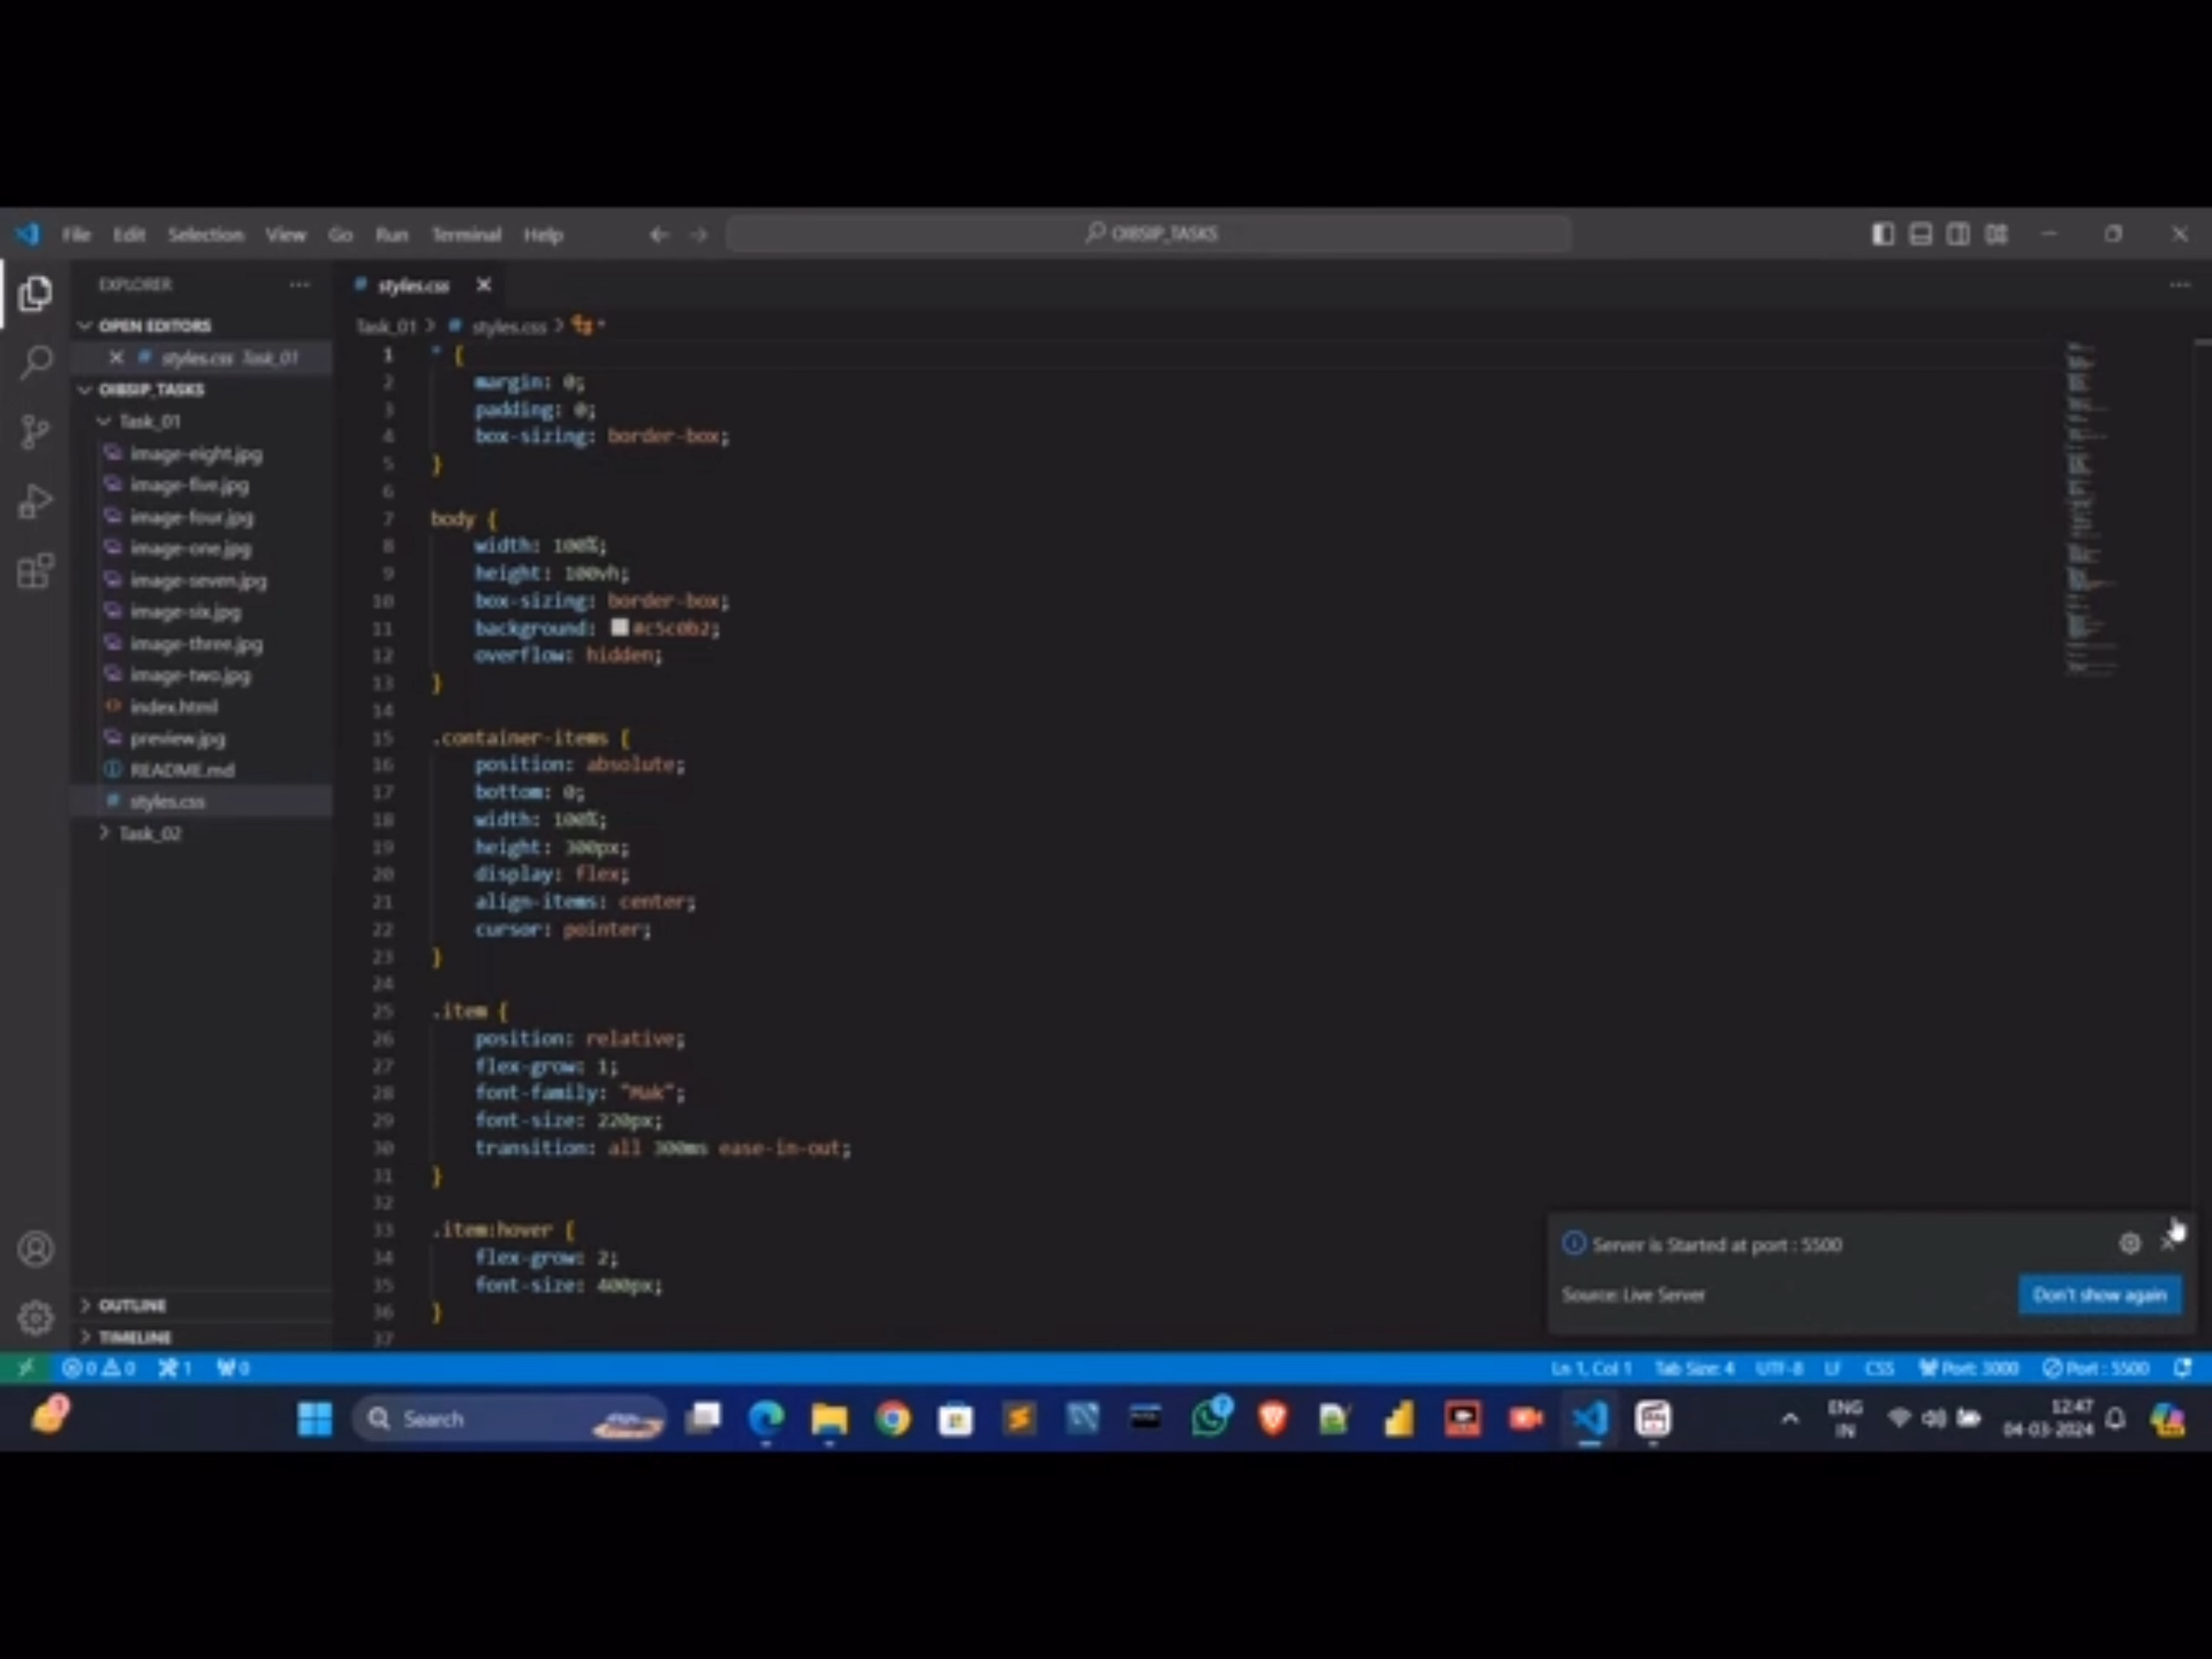 File Edit Selection View Go Run Terminal Help
OIBSIP_TASKS
EXPLORER
styles.css
OPEN EDITORS
styles.css Task_01
OIBSIP_TASKS
Task_01
image-eight.jpg
image-five.jpg
image-four.jpg
image-one.jpg
image-seven.jpg
image-six.jpg
image-three.jpg
image-two.jpg
index.html
preview.jpg
README.md
styles.css
Task_02
OUTLINE
TIMELINE
Task_01 > # styles.css > *
1 * {
2 margin: 0;
3 padding: 0;
4 box-sizing: border-box;
5 }
6
7 body {
8 width: 100%;
9 height: 100vh;
10 box-sizing: border-box;
11 background: #c5c0b2;
12 overflow: hidden;
13 }
14
15 .container-items {
16 position: absolute;
17 bottom: 0;
18 width: 100%;
19 height: 300px;
20 display: flex;
21 align-items: center;
22 cursor: pointer;
23 }
24
25 .item {
26 position: relative;
27 flex-grow: 1;
28 font-family: "Mak";
29 font-size: 220px;
30 transition: all 300ms ease-in-out;
31 }
32
33 .item:hover {
34 flex-grow: 2;
35 font-size: 400px;
36 }
37
Server is Started at port : 5500
Source: Live Server
Don't show again
0 0 1 0
Ln 1, Col 1 Tab Size: 4 UTF-8 LF CSS Port: 3000 Port : 5500
1
Search
ENG
IN
12:47
04-03-2024